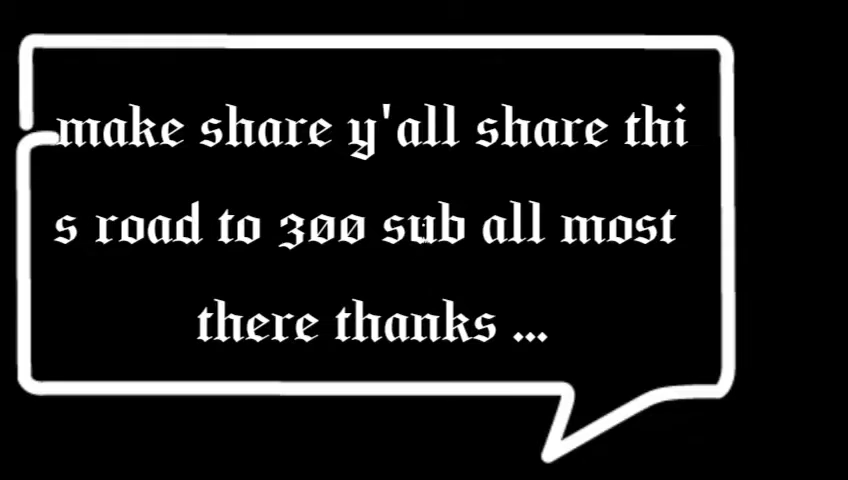 make share y'all share thi
s road to 300 sub all most
there thanks ...